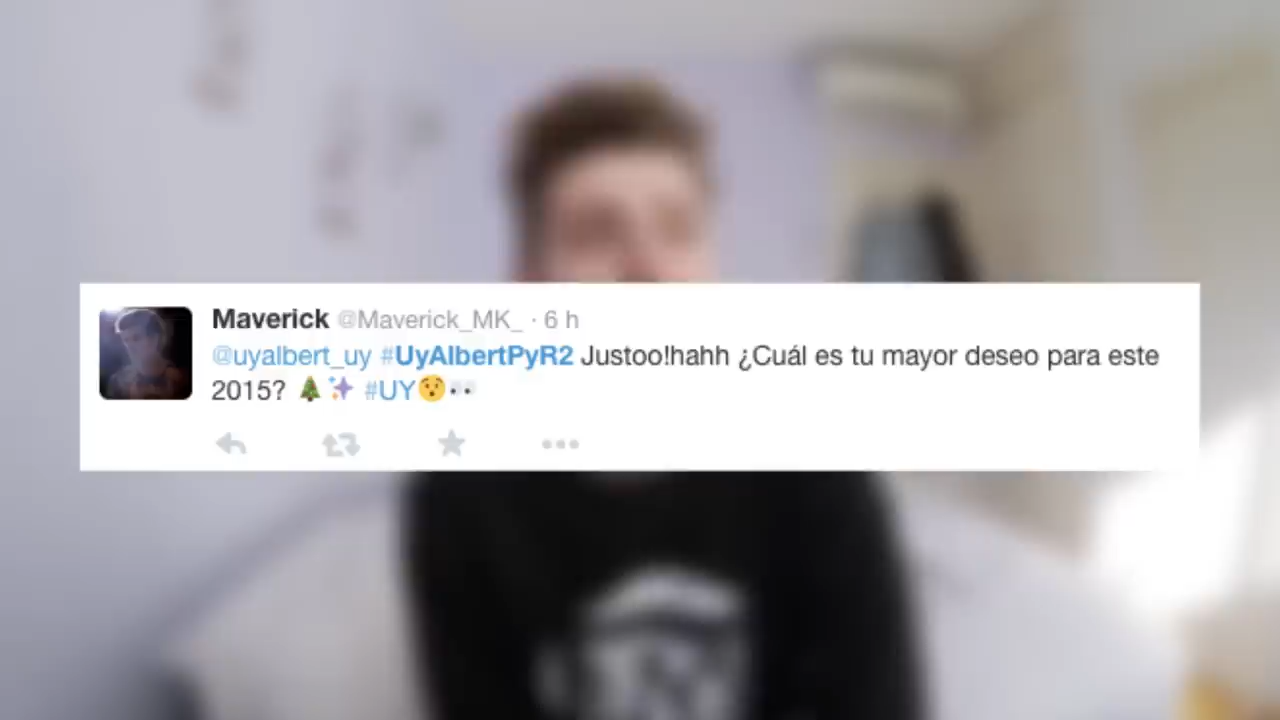 Maverick @Maverick_MK_ · 6 h
@uyalbert_uy #UyAlbertPyR2 Justoo!hahh ¿Cuál es tu mayor deseo para este
2015? 🎄✨ #UY😯👀